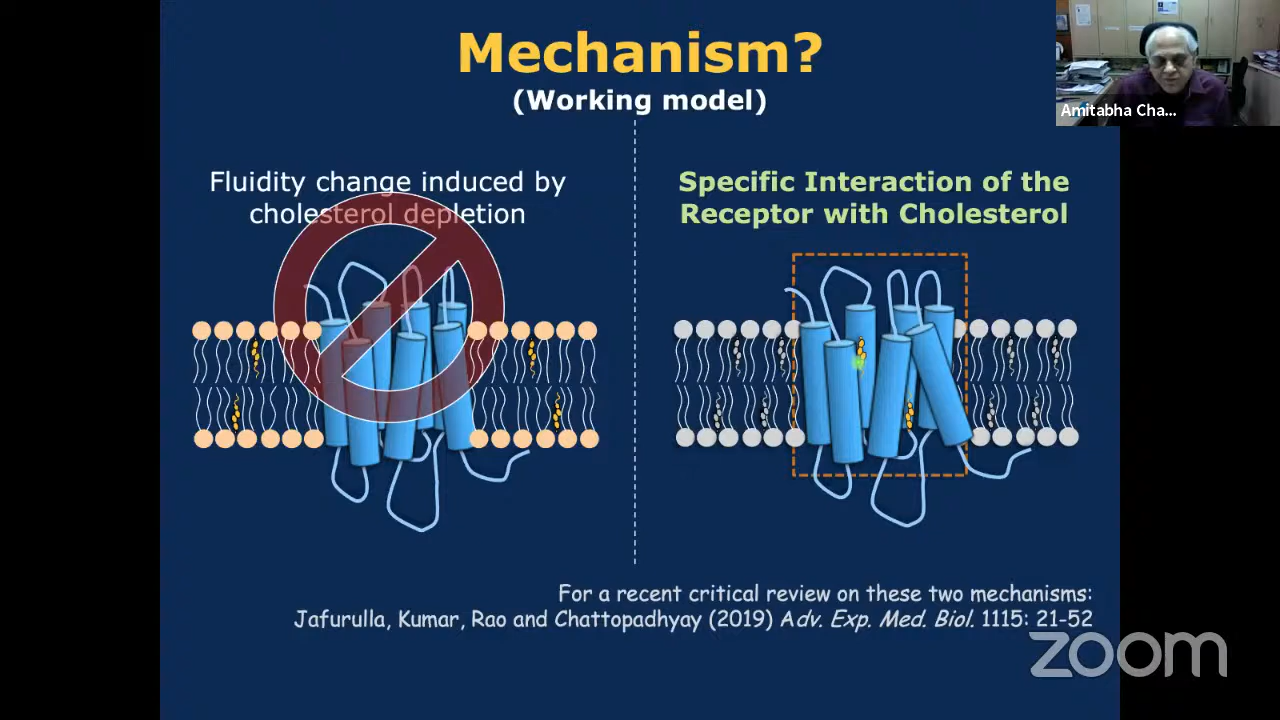 Mechanism?
(Working model)
Amitabha Cha...
Fluidity change induced by
cholesterol depletion
Specific Interaction of the
Receptor with Cholesterol
For a recent critical review on these two mechanisms:
Jafurulla, Kumar, Rao and Chattopadhyay (2019) Adv. Exp. Med. Biol. 1115: 21-52
zoom